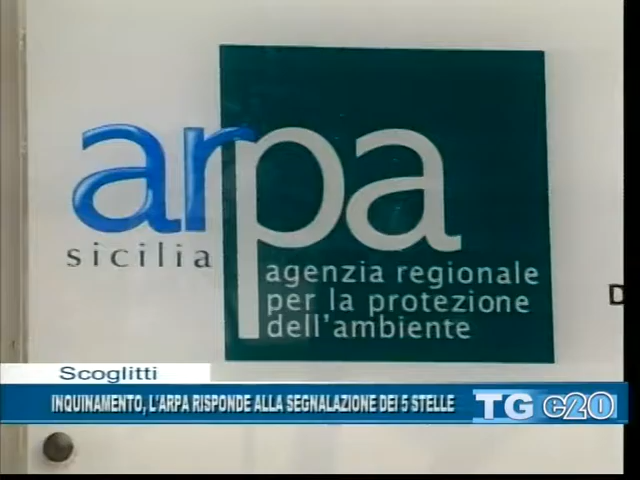 arpa
sicilia
agenzia regionale
per la protezione
dell'ambiente
D
Scoglitti
INQUINAMENTO, L'ARPA RISPONDE ALLA SEGNALAZIONE DEI 5 STELLE
TG e20